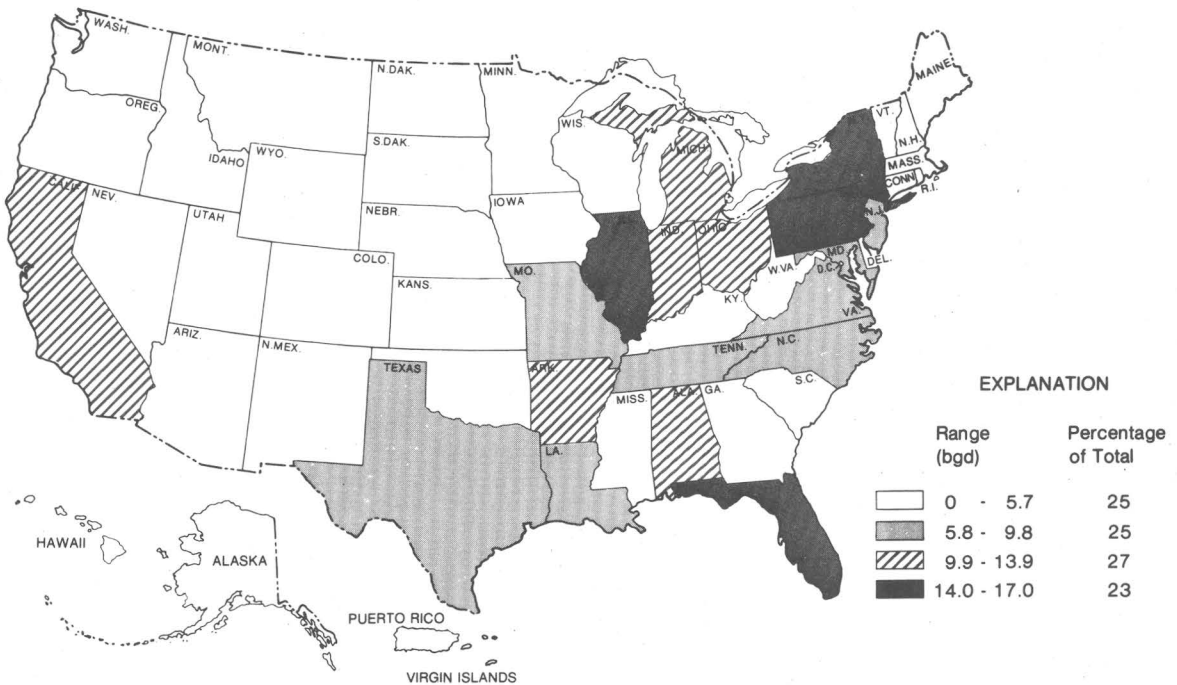 WASH.
MONT.
N.DAK.
MINN.
MAINE
OREG.
VT.
WIS.
N.H.
S.DAK.
IDAHO
WYO.
MICH
MASS.
CONN.
R.I.
CALIF.
NEV.
UTAH
NEBR.
IOWA
N.J.
IND.
OHIO
COLO.
MO.
W.VA.
MD.
D.C.
DEL.
KANS.
KY.
VA.
ARIZ.
N.MEX.
TENN.
N.C.
TEXAS
ARK.
S.C.
MISS.
ALA.
GA.
LA.
HAWAII
ALASKA
PUERTO RICO
VIRGIN ISLANDS
EXPLANATION
Range Percentage
(bgd) of Total
0 - 5.7 25
5.8 - 9.8 25
9.9 - 13.9 27
14.0 - 17.0 23